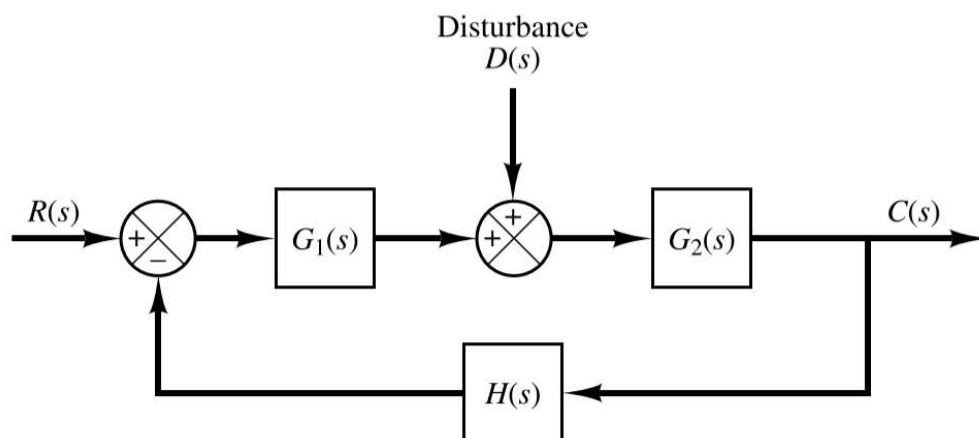 Disturbance
D(s)
R(s)
+
−
G₁(s)
+
+
G₂(s)
C(s)
H(s)